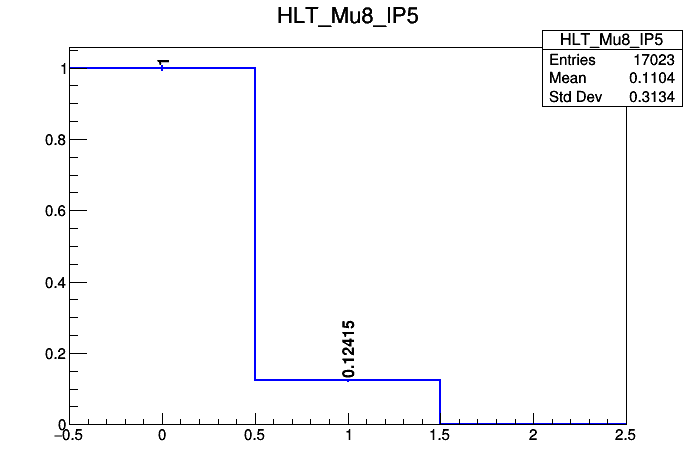 HLT_Mu8_IP5
HLT_Mu8_IP5
Entries 17023
Mean 0.1104
Std Dev 0.3134
1
0.8
0.6
0.4
0.2
0
1
0.12415
−0.5 0 0.5 1 1.5 2 2.5